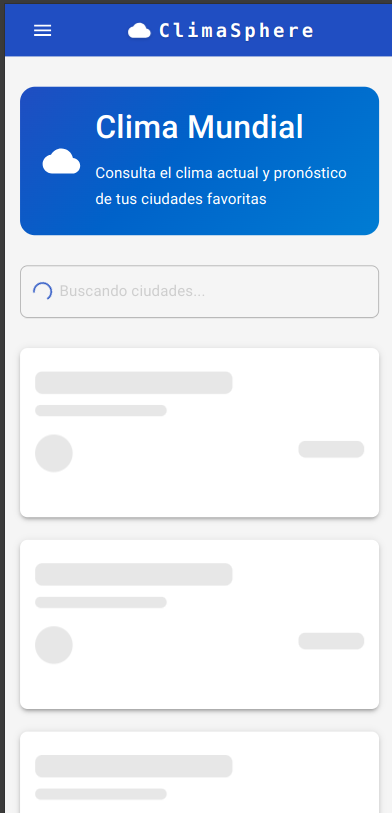 ClimaSphere
Clima Mundial
Consulta el clima actual y pronóstico
de tus ciudades favoritas
Buscando ciudades...